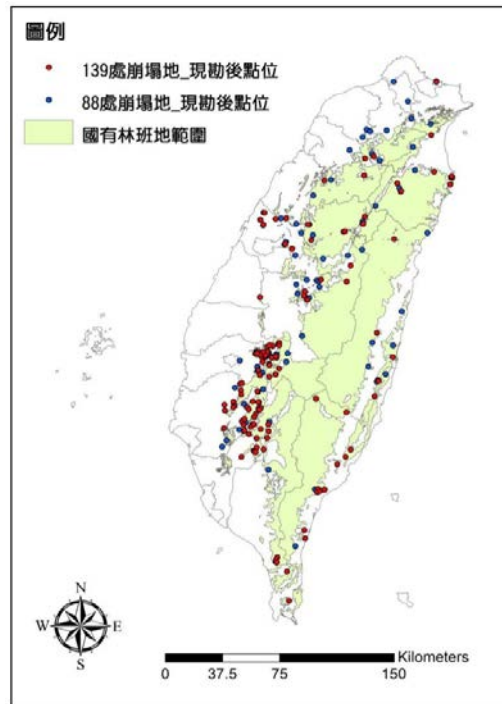 圖例
139處崩塌地_現勘後點位
88處崩塌地_現勘後點位
國有林班地範圍
N
W E
S
Kilometers
0 37.5 75 150